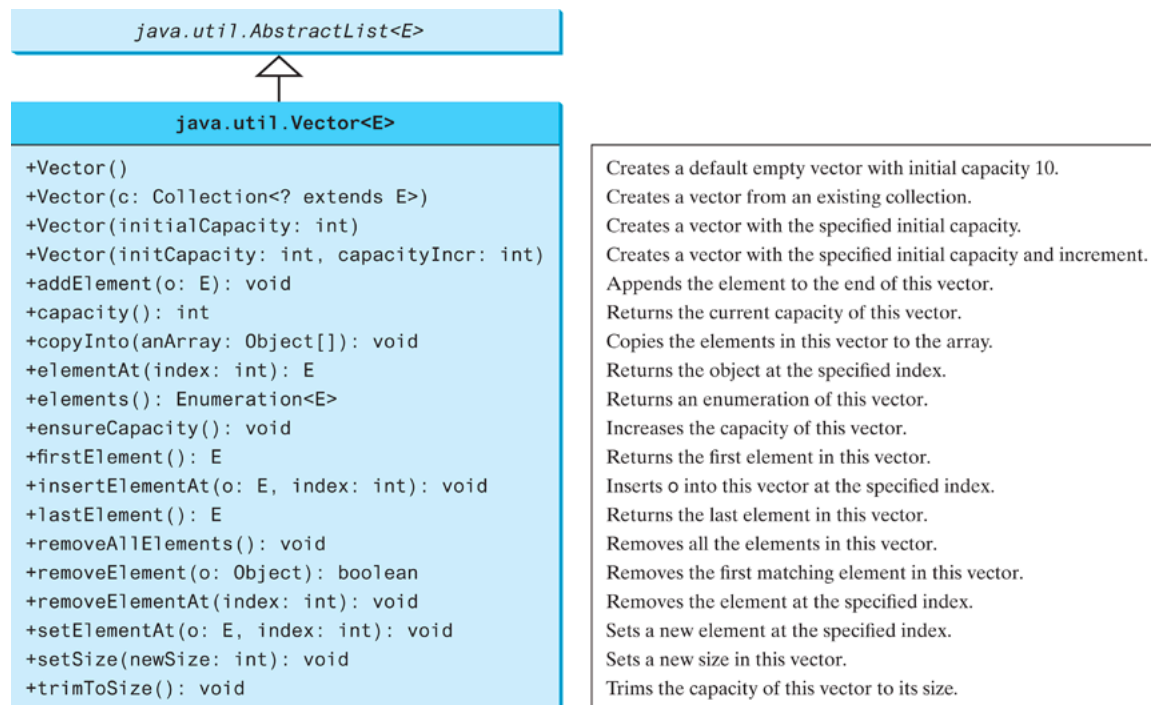 java.util.AbstractList<E>
java.util.Vector<E>
+Vector()
+Vector(c: Collection<? extends E>)
+Vector(initialCapacity: int)
+Vector(initCapacity: int, capacityIncr: int)
+addElement(o: E): void
+capacity(): int
+copyInto(anArray: Object[]): void
+elementAt(index: int): E
+elements(): Enumeration<E>
+ensureCapacity(): void
+firstElement(): E
+insertElementAt(o: E, index: int): void
+lastElement(): E
+removeAllElements(): void
+removeElement(o: Object): boolean
+removeElementAt(index: int): void
+setElementAt(o: E, index: int): void
+setSize(newSize: int): void
+trimToSize(): void
Creates a default empty vector with initial capacity 10.
Creates a vector from an existing collection.
Creates a vector with the specified initial capacity.
Creates a vector with the specified initial capacity and increment.
Appends the element to the end of this vector.
Returns the current capacity of this vector.
Copies the elements in this vector to the array.
Returns the object at the specified index.
Returns an enumeration of this vector.
Increases the capacity of this vector.
Returns the first element in this vector.
Inserts o into this vector at the specified index.
Returns the last element in this vector.
Removes all the elements in this vector.
Removes the first matching element in this vector.
Removes the element at the specified index.
Sets a new element at the specified index.
Sets a new size in this vector.
Trims the capacity of this vector to its size.